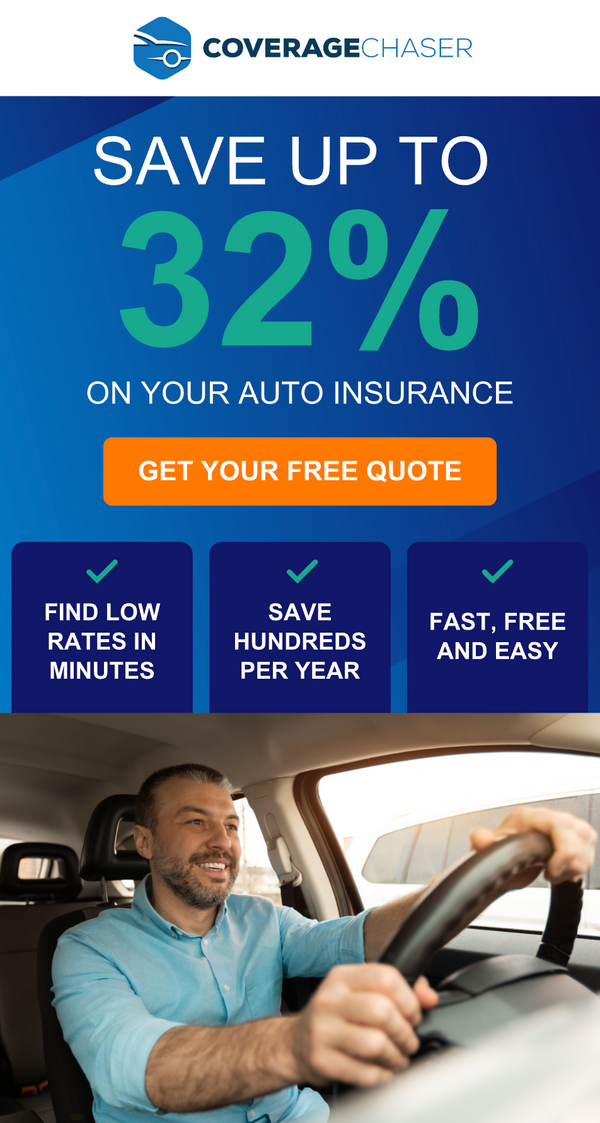 COVERAGECHASER
SAVE UP TO
32%
ON YOUR AUTO INSURANCE
GET YOUR FREE QUOTE
FIND LOW
RATES IN
MINUTES
SAVE
HUNDREDS
PER YEAR
FAST, FREE
AND EASY